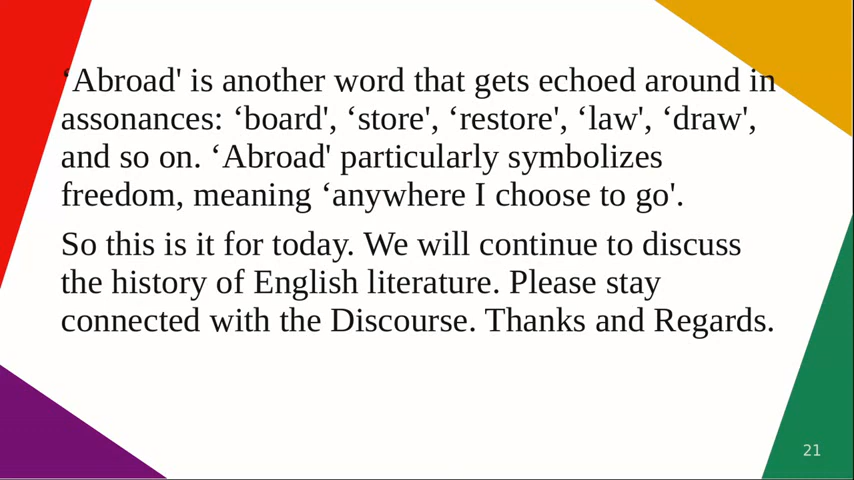 ‘Abroad' is another word that gets echoed around in
assonances: ‘board', ‘store', ‘restore', ‘law', ‘draw',
and so on. ‘Abroad' particularly symbolizes
freedom, meaning ‘anywhere I choose to go'.
So this is it for today. We will continue to discuss
the history of English literature. Please stay
connected with the Discourse. Thanks and Regards.
21